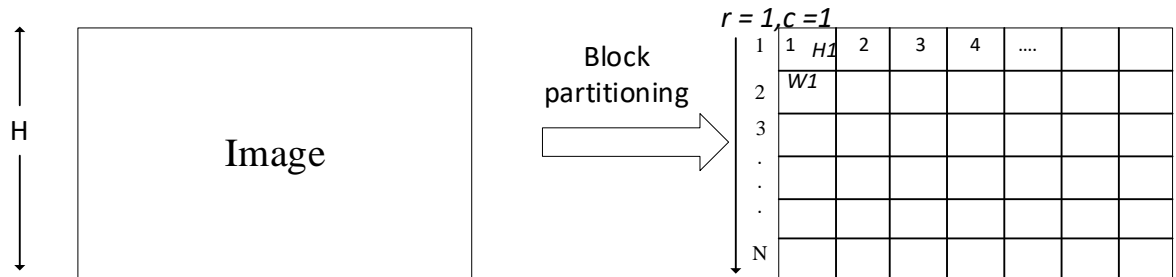 H
Image
Block
partitioning
r = 1,c =1
1
2
3
.
.
.
N
1 H1 2 3 4 ....
W1